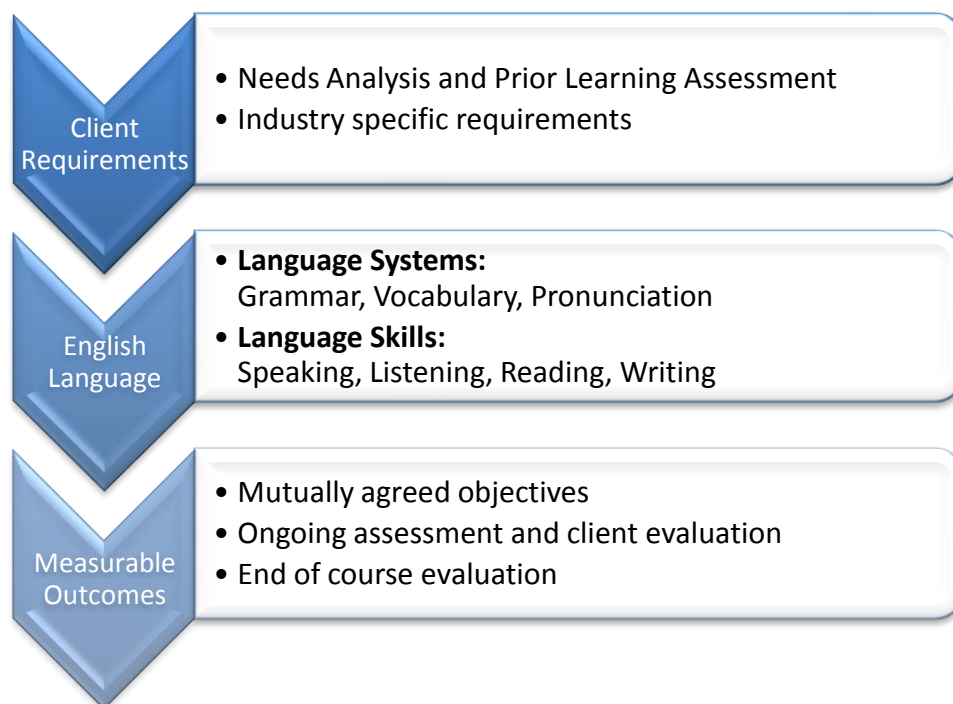 Client
Requirements
• Needs Analysis and Prior Learning Assessment
• Industry specific requirements
English
Language
• Language Systems:
Grammar, Vocabulary, Pronunciation
• Language Skills:
Speaking, Listening, Reading, Writing
Measurable
Outcomes
• Mutually agreed objectives
• Ongoing assessment and client evaluation
• End of course evaluation